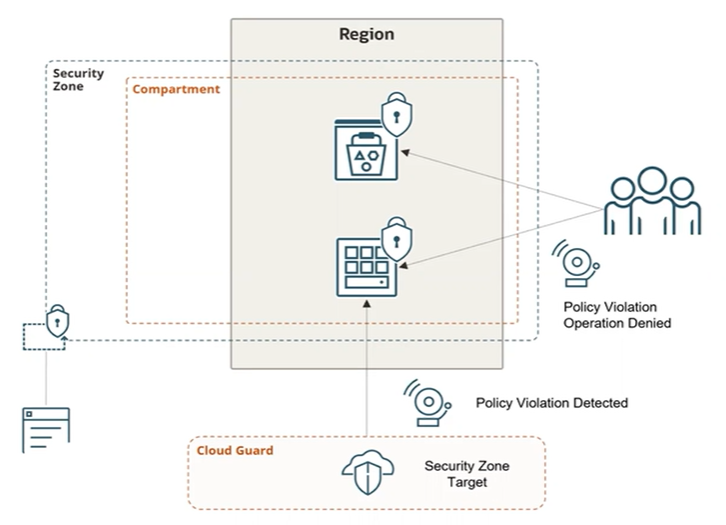 Region
Security
Zone
Compartment
Policy Violation
Operation Denied
Policy Violation Detected
Cloud Guard
Security Zone
Target